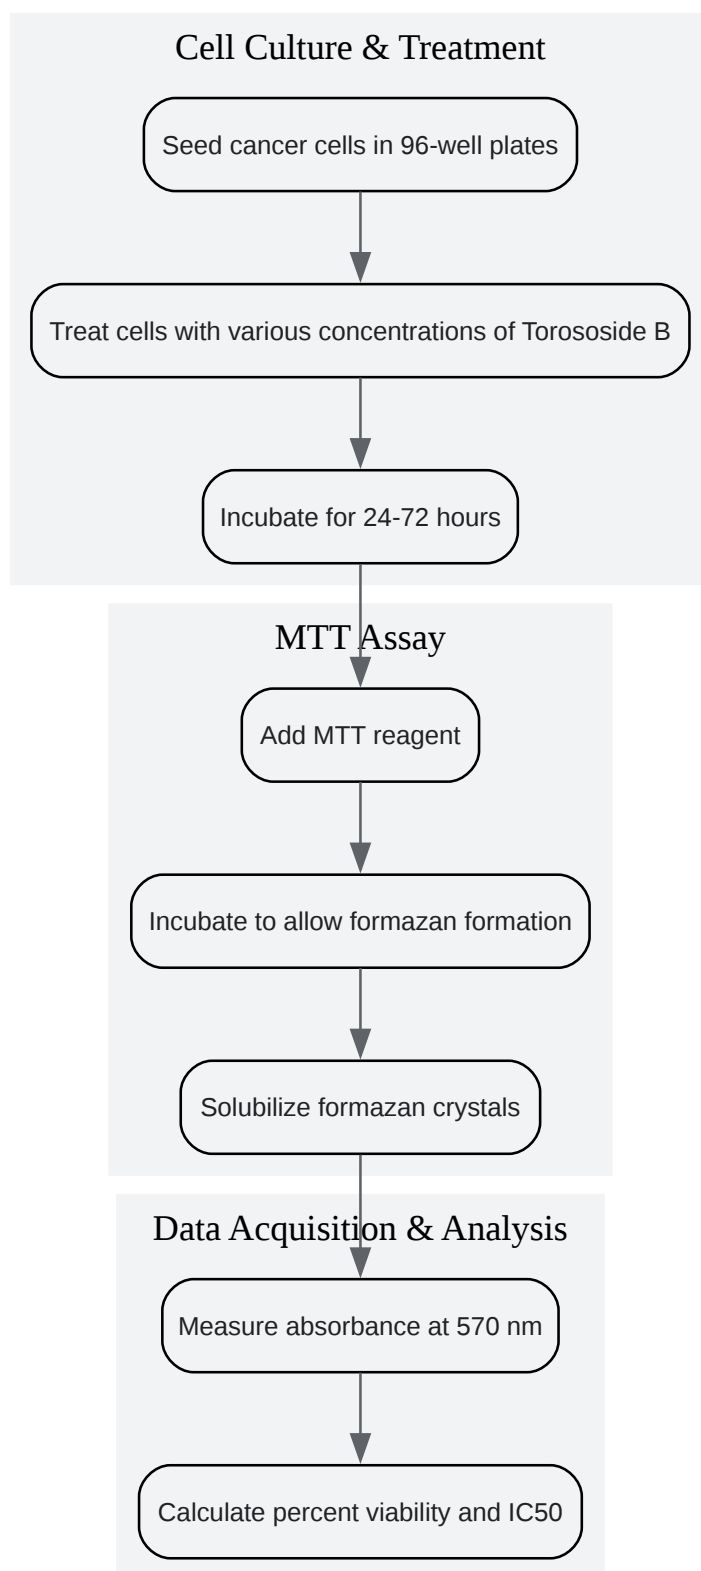 Cell Culture & Treatment
Seed cancer cells in 96-well plates
Treat cells with various concentrations of Torososide B
Incubate for 24-72 hours
MTT Assay
Add MTT reagent
Incubate to allow formazan formation
Solubilize formazan crystals
Data Acquisition & Analysis
Measure absorbance at 570 nm
Calculate percent viability and IC50